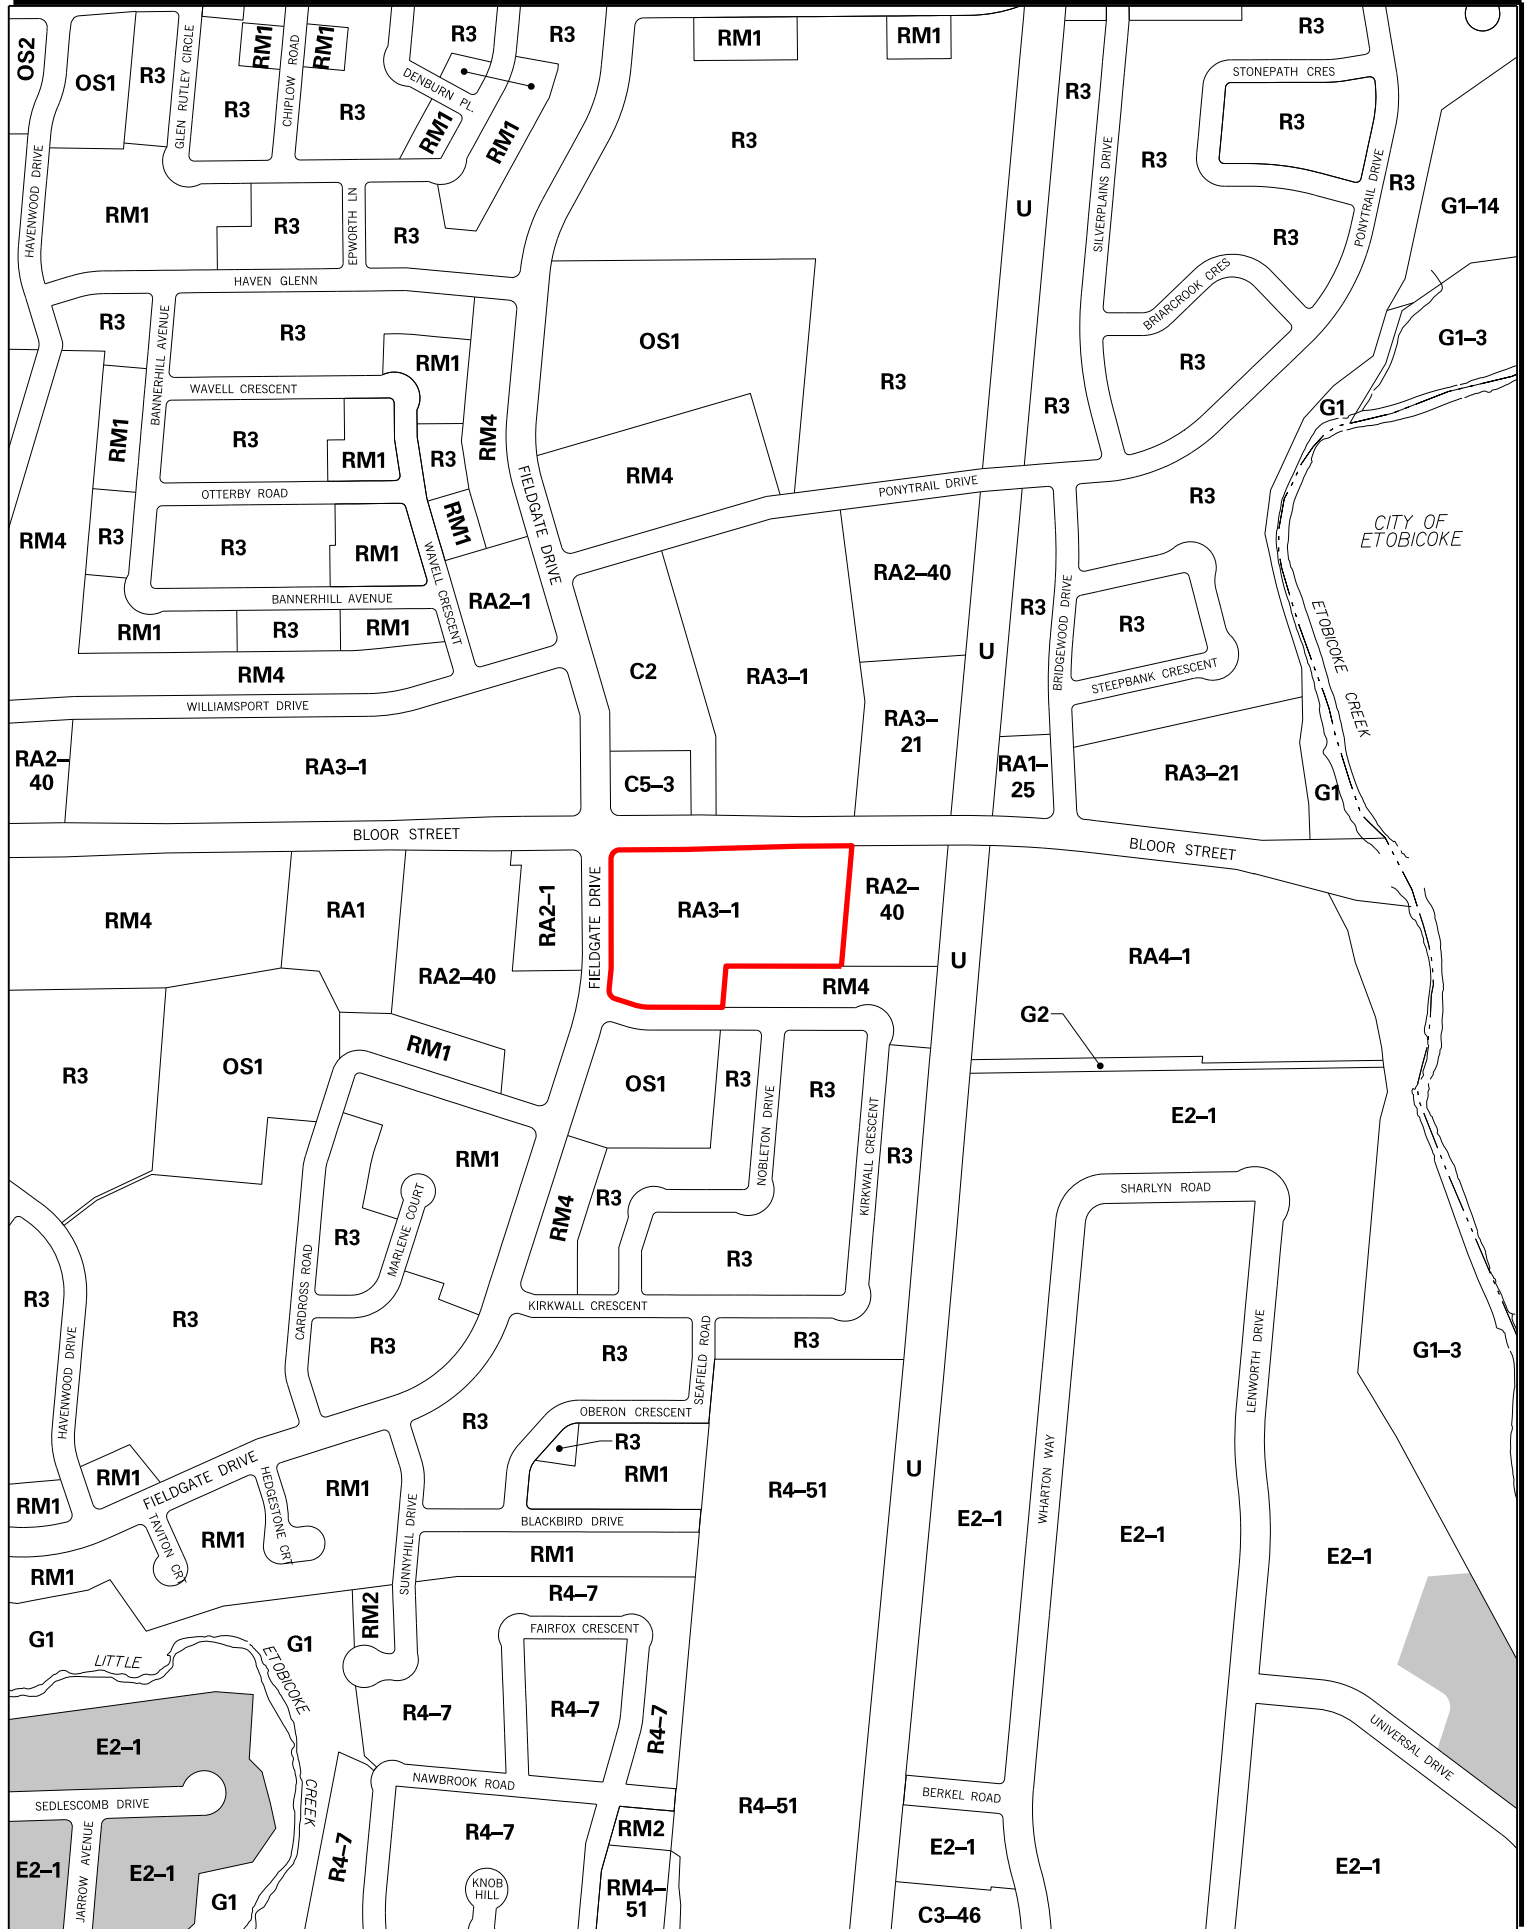 OS2
OS1
R3
GLEN RUTLEY CIRCLE
RM1
CHIPLOW ROAD
RM1
R3
R3
RM1
RM1
R3
R3
R3
DENBURN PL.
RM1
RM1
R3
R3
SILVERPLAINS DRIVE
R3
STONEPATH CRES
R3
PONYTRAIL DRIVE
R3
G1–14
HAVENWOOD DRIVE
RM1
R3
EPWORTH LN
R3
U
R3
HAVEN GLENN
BRIARCROOK CRES
R3
BANNERHILL AVENUE
R3
RM1
OS1
R3
R3
G1–3
WAVELL CRESCENT
RM1
R3
RM1
R3
RM4
R3
G1
RM4
FIELDGATE DRIVE
PONYTRAIL DRIVE
OTTERBY ROAD
R3
RM4
R3
R3
RM1
RM1
WAVELL CRESCENT
CITY OF
ETOBICOKE
RA2–40
BANNERHILL AVENUE
RA2–1
RM1
R3
RM1
R3
BRIDGEWOOD DRIVE
R3
ETOBICOKE CREEK
RM4
C2
RA3–1
U
STEEPBANK CRESCENT
WILLIAMSPORT DRIVE
RA3–
21
RA2–
40
RA3–1
C5–3
RA1–
25
RA3–21
G1
BLOOR STREET
BLOOR STREET
RM4
RA1
RA2–1
FIELDGATE DRIVE
RA3–1
RA2–
40
RA2–40
U
RA4–1
RM4
G2
RM1
R3
OS1
OS1
R3
NOBLETON DRIVE
R3
KIRKWALL CRESCENT
R3
E2–1
RM1
MARLENE COURT
RM4
R3
SHARLYN ROAD
R3
CARDROSS ROAD
R3
R3
R3
HAVENWOOD DRIVE
KIRKWALL CRESCENT
R3
R3
SEAFIELD ROAD
R3
LENWORTH DRIVE
G1–3
R3
OBERON CRESCENT
R3
RM1
RM1
RM1
FIELDGATE DRIVE
HEDGESTONE CRT
RM1
R4–51
U
WHARTON WAY
RM1
TAVITON CRT
RM1
SUNNYHILL DRIVE
BLACKBIRD DRIVE
E2–1
E2–1
RM1
RM1
E2–1
R4–7
RM2
G1
G1
FAIRFOX CRESCENT
LITTLE
ETOBICOKE
CREEK
R4–7
R4–7
R4–7
E2–1
UNIVERSAL DRIVE
NAWBROOK ROAD
BERKEL ROAD
SEDLESCOMB DRIVE
R4–51
R4–7
RM2
E2–1
R4–7
E2–1
JARROW AVENUE
E2–1
E2–1
KNOB
HILL
RM4–
51
G1
C3–46